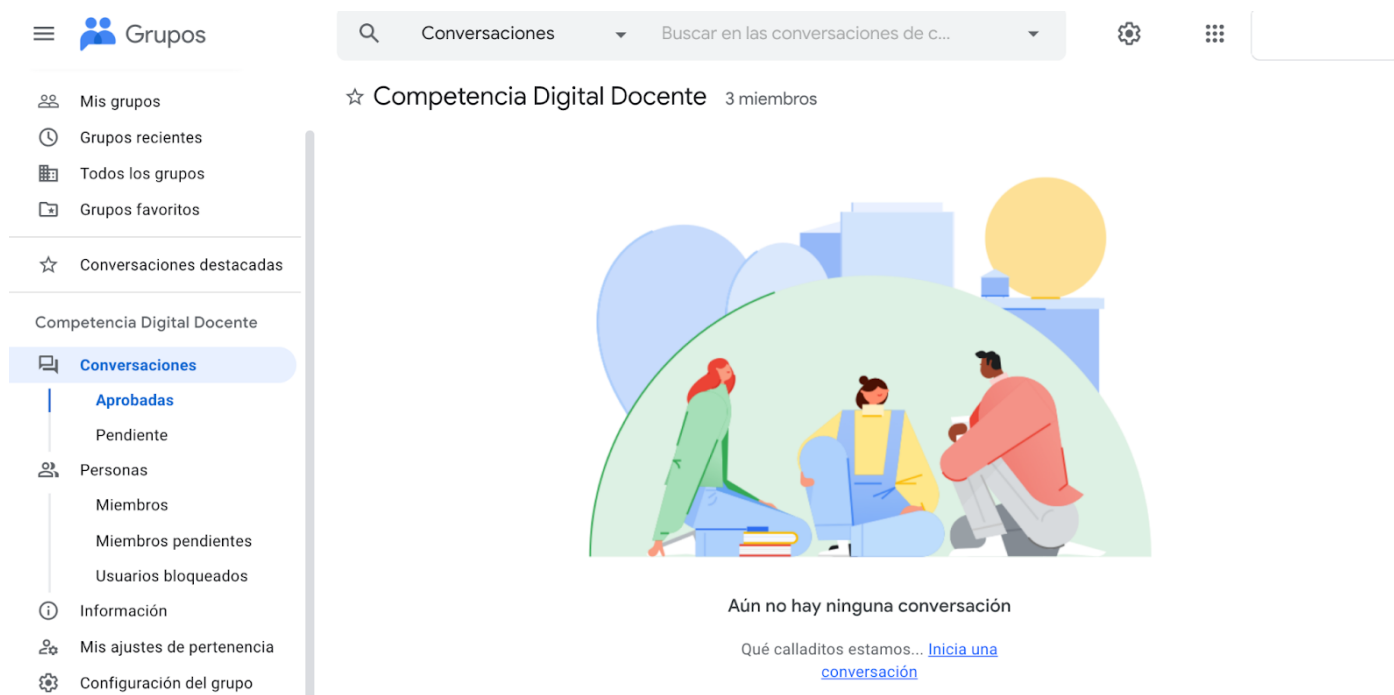 Grupos
Conversaciones
Buscar en las conversaciones de c...
Mis grupos
Grupos recientes
Todos los grupos
Grupos favoritos
Conversaciones destacadas
Competencia Digital Docente
Conversaciones
Aprobadas
Pendiente
Personas
Miembros
Miembros pendientes
Usuarios bloqueados
Información
Mis ajustes de pertenencia
Configuración del grupo
Competencia Digital Docente 3 miembros
Aún no hay ninguna conversación
Qué calladitos estamos... Inicia una
conversación